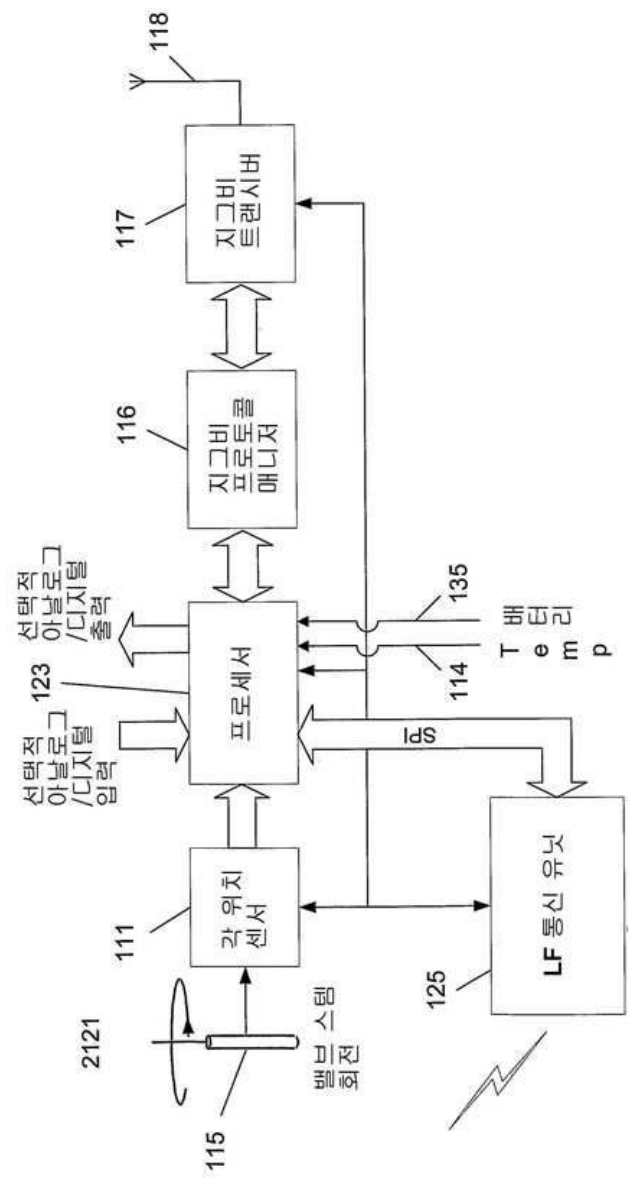 118
지그비
트랜시버
117
지그비
프로토콜
매니저
116
선택적
아날로그
/디지털
출력
123
프로세서
선택적
아날로그
/디지털
입력
135
배터리
114
T e m p
SPI
각 위치
센서
111
2121
밸브 스템
회전
115
LF 통신 유닛
125